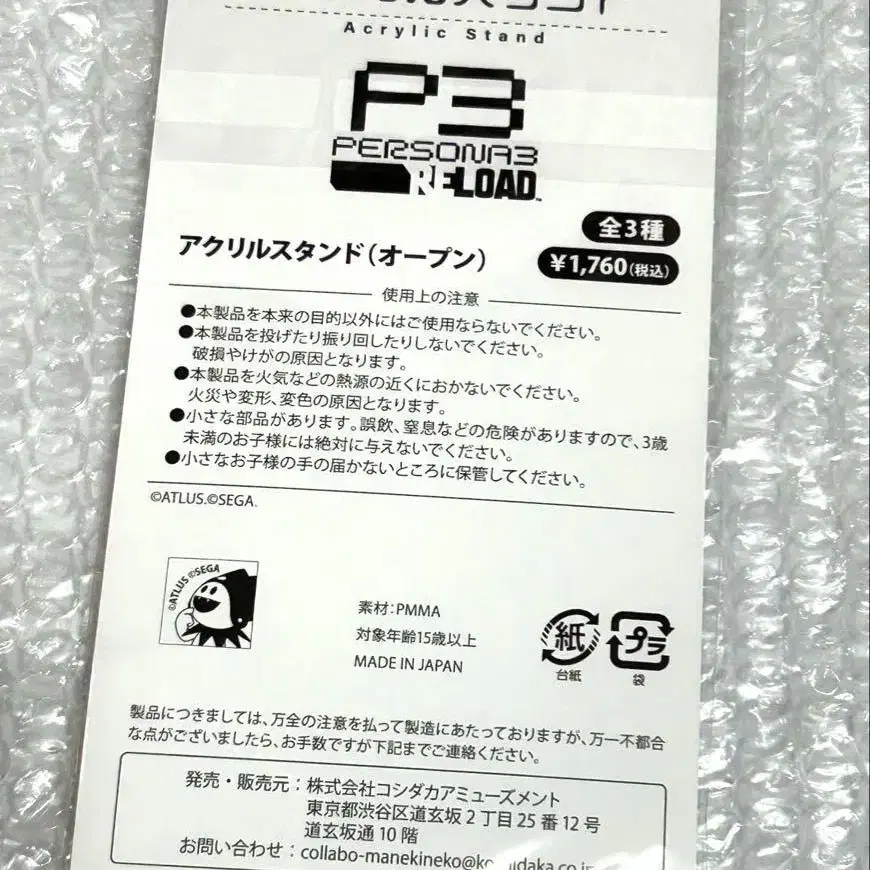 Acrylic Stand
P3
PERSONA3
RELOAD™
全3種
アクリルスタンド（オープン）
¥1,760(税込)
使用上の注意
●本製品を本来の目的以外にはご使用ならないでください。
●本製品を投げたり振り回したりしないでください。
破損やけがの原因となります。
●本製品を火気などの熱源の近くにおかないでください。
火災や変形、変色の原因となります。
●小さな部品があります。誤飲、窒息などの危険がありますので、3歳
未満のお子様には絶対に与えないでください。
●小さなお子様の手の届かないところに保管してください。
©ATLUS.©SEGA.
©ATLUS ©SEGA
素材：PMMA
対象年齢15歳以上
MADE IN JAPAN
紙
台紙
プラ
袋
製品につきましては、万全の注意を払って製造にあたっておりますが、万一不都合
な点がございましたら、お手数ですが下記までご連絡ください。
発売・販売元：株式会社コシダカアミューズメント
東京都渋谷区道玄坂2丁目25番12号
道玄坂通10階
お問い合わせ：